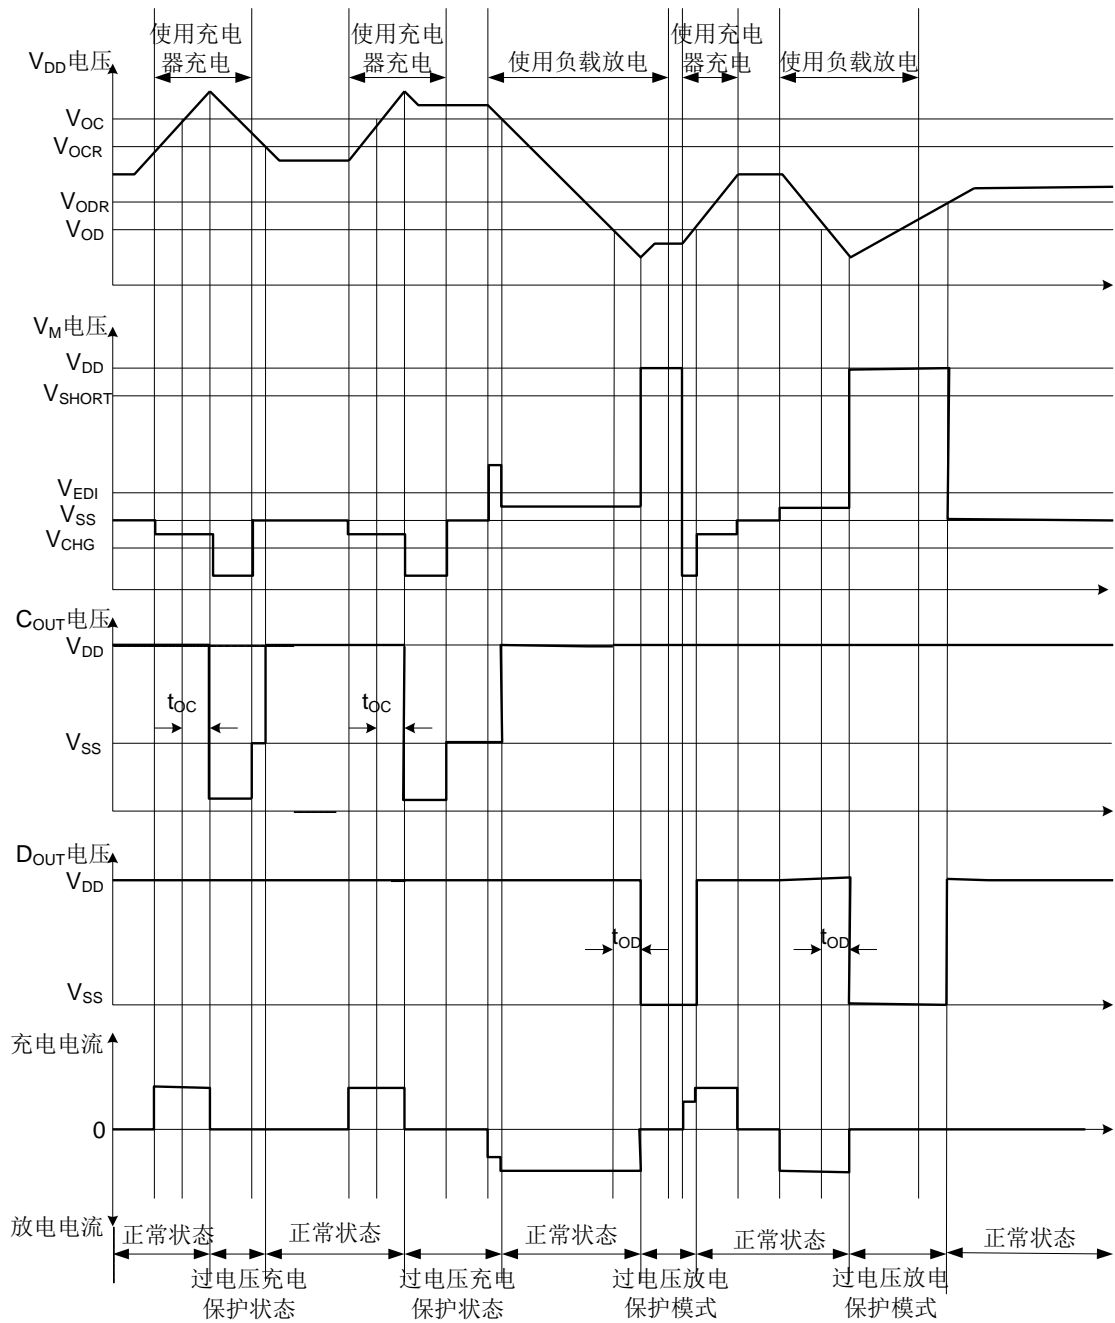 使用充电
器充电
使用充电
器充电
使用负载放电
使用充电
器充电
使用负载放电
VDD电压
VOC
VOCR
VODR
VOD
VM电压
VDD
VSHORT
VEDI
VSS
VCHG
COUT电压
VDD
tOC
tOC
VSS
DOUT电压
VDD
tOD
tOD
VSS
充电电流
0
放电电流
正常状态
正常状态
正常状态
正常状态
正常状态
过电压充电
保护状态
过电压充电
保护状态
过电压放电
保护模式
过电压放电
保护模式